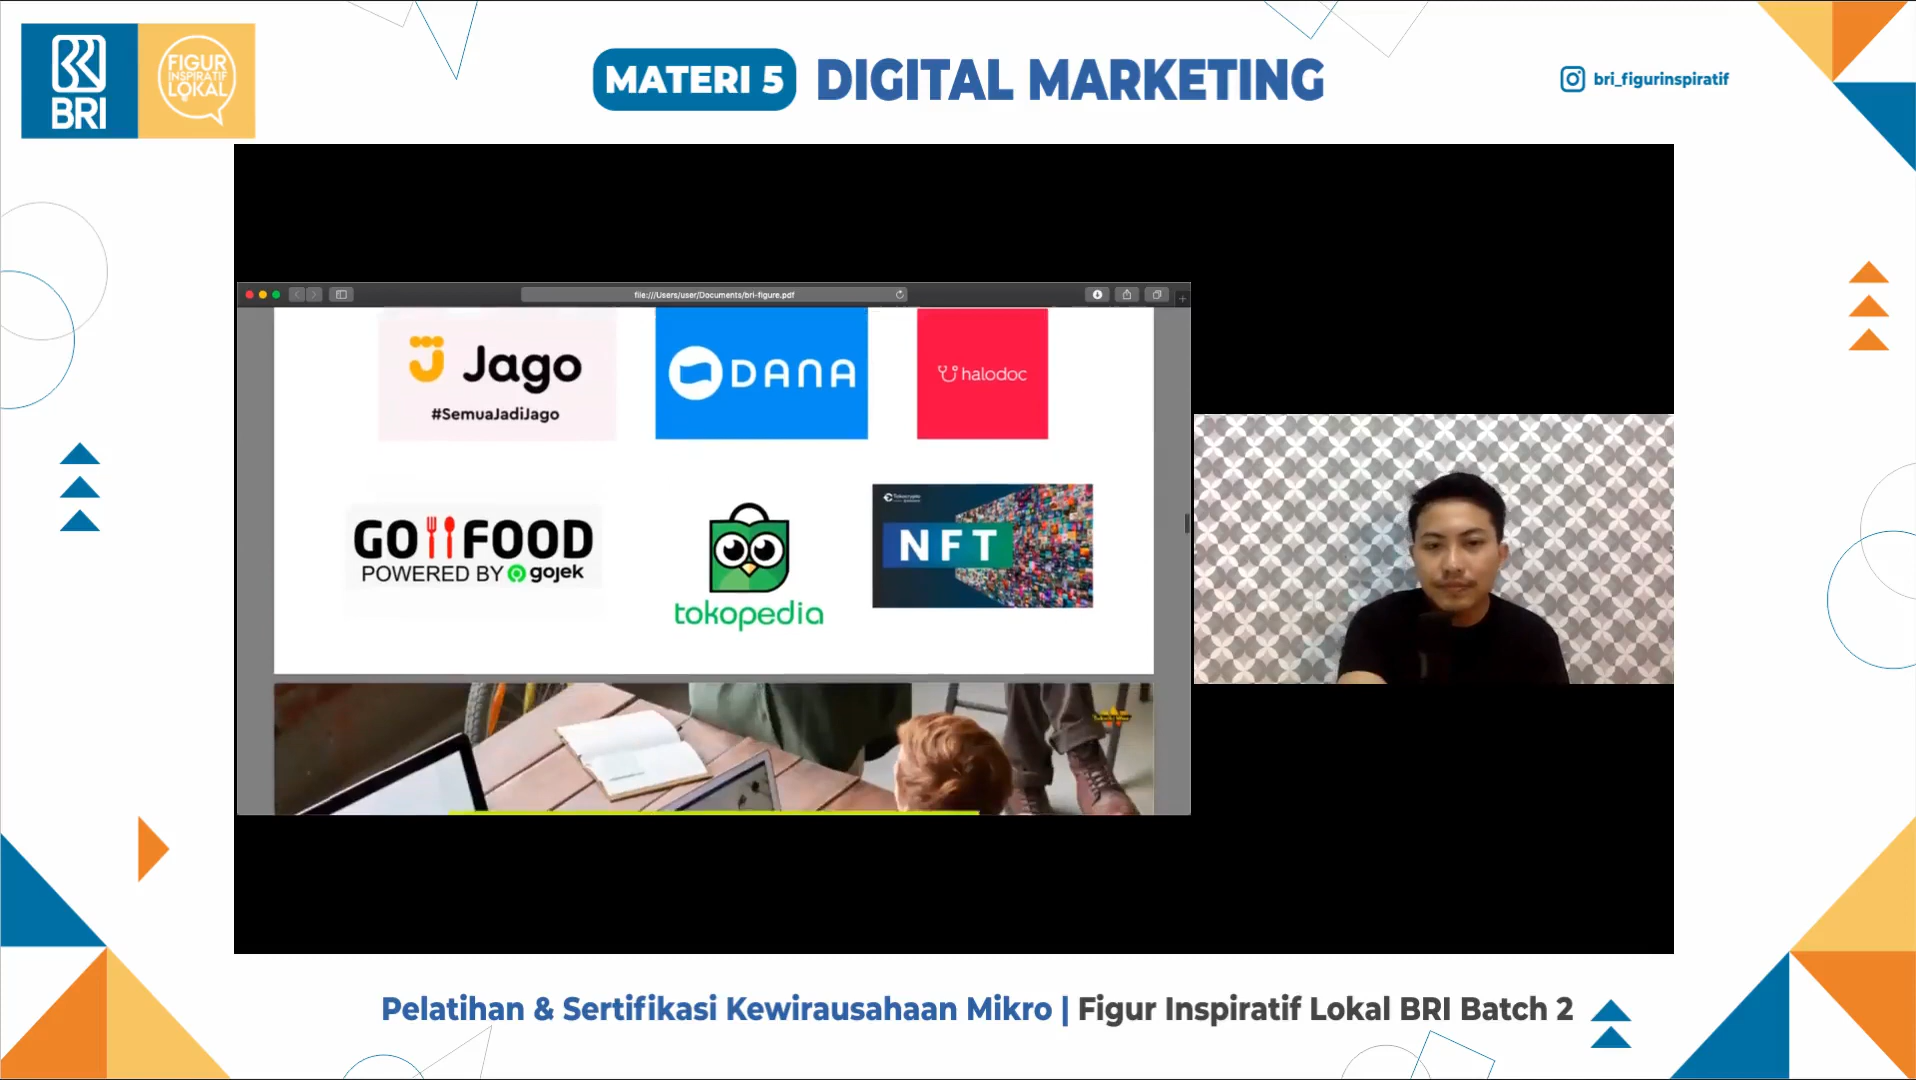 BRI
FIGUR
INSPIRATIF
LOKAL
MATERI 5
DIGITAL MARKETING
bri_figurinspiratif
file:///Users/user/Documents/bri-figure.pdf
Jago
#SemuaJadiJago
DANA
halodoc
GO FOOD
POWERED BY gojek
tokopedia
Tokocrypto
NFT
Pelatihan & Sertifikasi Kewirausahaan Mikro | Figur Inspiratif Lokal BRI Batch 2